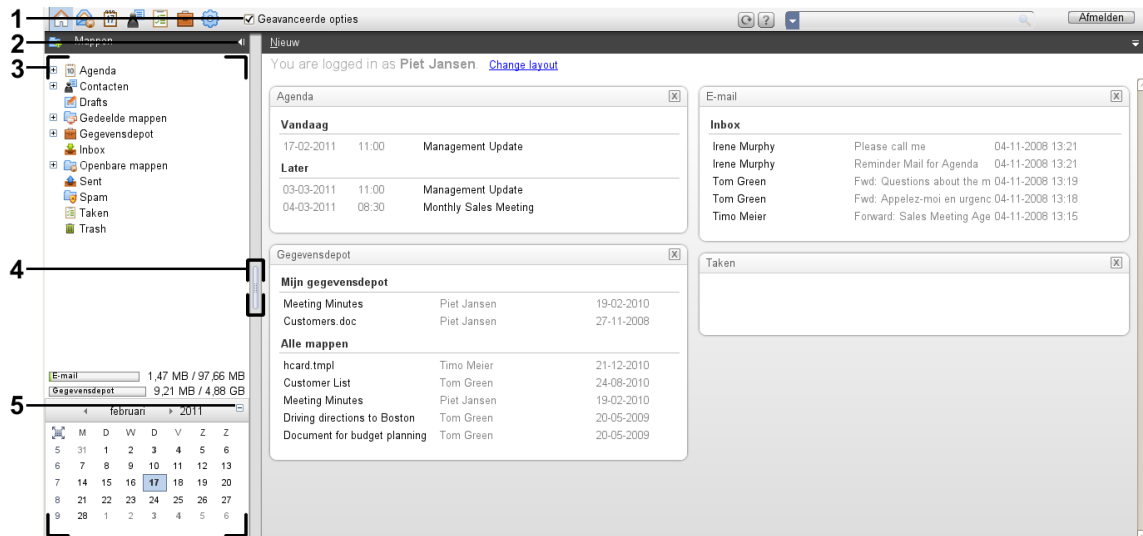 1
Geavanceerde opties
?
Afmelden
2
Mappen
Nieuw
3
You are logged in as Piet Jansen. Change layout
Agenda
Contacten
Drafts
Gedeelde mappen
Gegevensdepot
Inbox
Openbare mappen
Sent
Spam
Taken
Trash
4
E-mail 1,47 MB / 97,66 MB
Gegevensdepot 9,21 MB / 4,88 GB
5
februari 2011
M D W D V Z Z
5 31 1 2 3 4 5 6
6 7 8 9 10 11 12 13
7 14 15 16 17 18 19 20
8 21 22 23 24 25 26 27
9 28 1 2 3 4 5 6
Agenda X
Vandaag
17-02-2011 11:00 Management Update
Later
03-03-2011 11:00 Management Update
04-03-2011 08:30 Monthly Sales Meeting
Gegevensdepot X
Mijn gegevensdepot
Meeting Minutes Piet Jansen 19-02-2010
Customers.doc Piet Jansen 27-11-2008
Alle mappen
hcard.tmpl Timo Meier 21-12-2010
Customer List Tom Green 24-08-2010
Meeting Minutes Piet Jansen 19-02-2010
Driving directions to Boston Tom Green 20-05-2009
Document for budget planning Tom Green 20-05-2009
E-mail X
Inbox
Irene Murphy Please call me 04-11-2008 13:21
Irene Murphy Reminder Mail for Agenda 04-11-2008 13:21
Tom Green Fwd: Questions about the m 04-11-2008 13:19
Tom Green Fwd: Appelez-moi en urgenc 04-11-2008 13:18
Timo Meier Forward: Sales Meeting Age 04-11-2008 13:15
Taken X